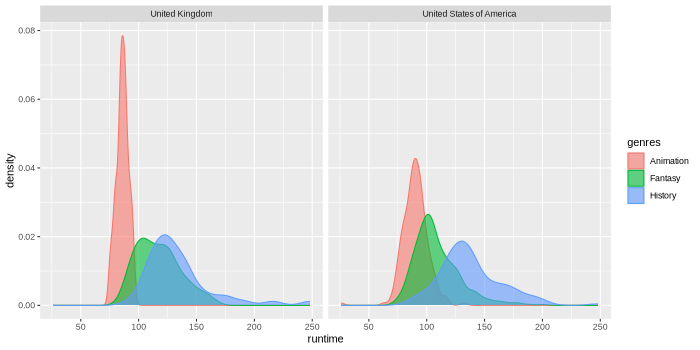 United Kingdom
United States of America
0.08
0.06
0.04
0.02
0.00
density
50
100
150
200
250
50
100
150
200
250
runtime
genres
Animation
Fantasy
History